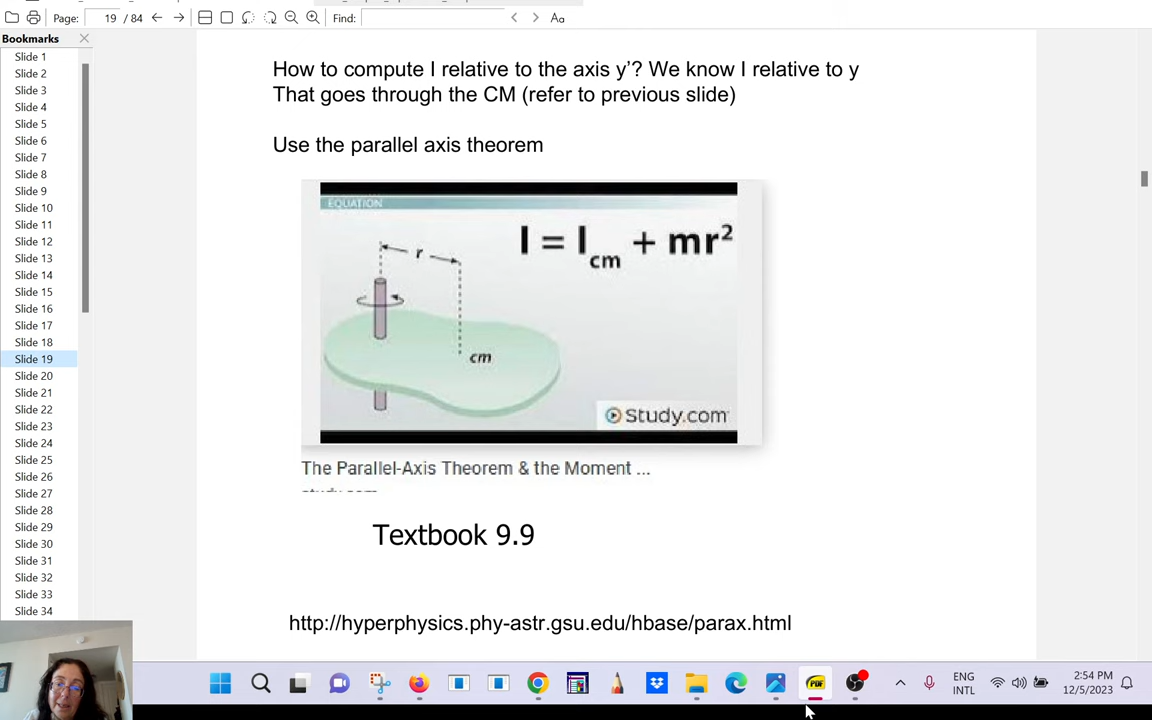 Page: 19 / 84 Find: Aa
Bookmarks
Slide 1
Slide 2
Slide 3
Slide 4
Slide 5
Slide 6
Slide 7
Slide 8
Slide 9
Slide 10
Slide 11
Slide 12
Slide 13
Slide 14
Slide 15
Slide 16
Slide 17
Slide 18
Slide 19
Slide 20
Slide 21
Slide 22
Slide 23
Slide 24
Slide 25
Slide 26
Slide 27
Slide 28
Slide 29
Slide 30
Slide 31
Slide 32
Slide 33
Slide 34
How to compute I relative to the axis y’? We know I relative to y
That goes through the CM (refer to previous slide)
Use the parallel axis theorem
EQUATION
I = Icm + mr²
r
cm
Study.com
The Parallel-Axis Theorem & the Moment ...
Textbook 9.9
http://hyperphysics.phy-astr.gsu.edu/hbase/parax.html
PDF
ENG
INTL
2:54 PM
12/5/2023